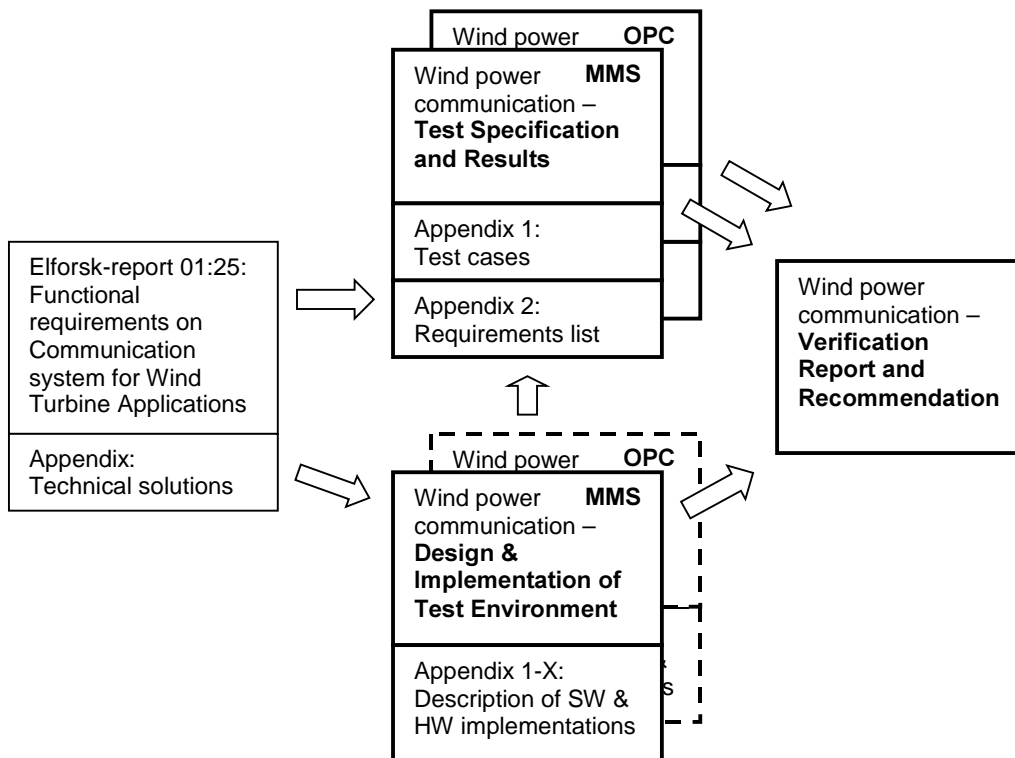 Wind power OPC
Wind power MMS
communication –
Test Specification
and Results
Appendix 1:
Test cases
Appendix 2:
Requirements list
Elforsk-report 01:25:
Functional
requirements on
Communication
system for Wind
Turbine Applications
Appendix:
Technical solutions
Wind power
communication –
Verification
Report and
Recommendation
Wind power OPC
Wind power MMS
communication –
Design &
Implementation of
Test Environment
Appendix 1-X:
Description of SW &
HW implementations